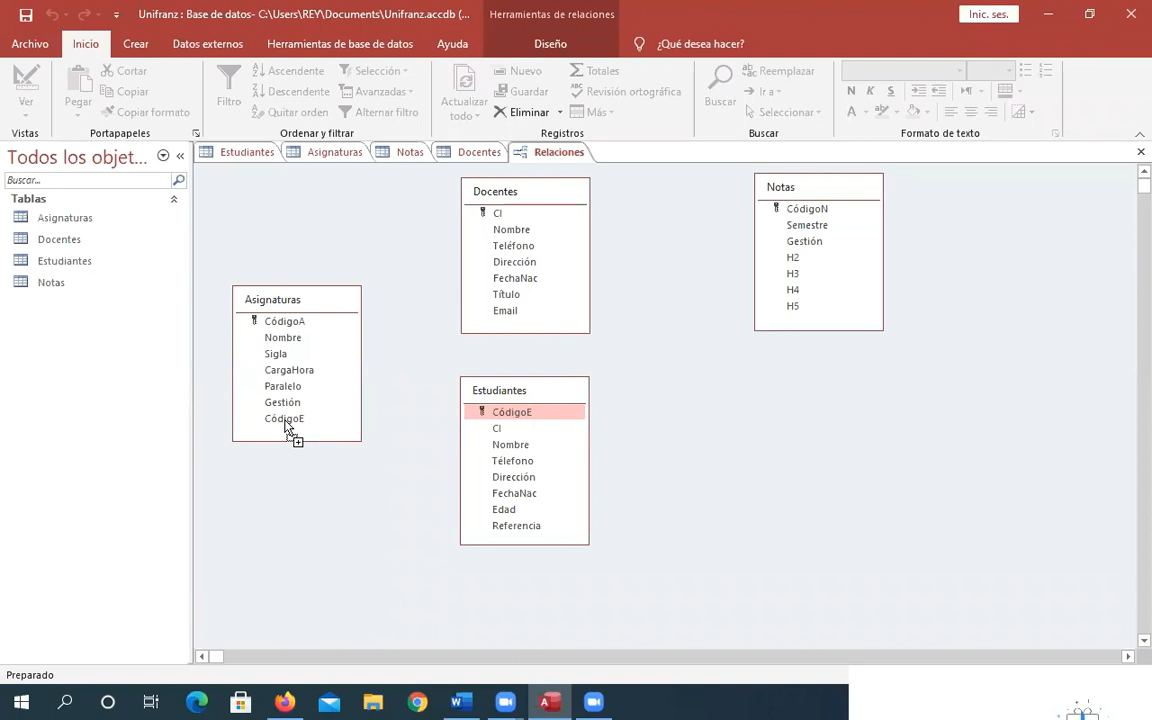 Unifranz : Base de datos- C:\Users\REY\Documents\Unifranz.accdb (...
Herramientas de relaciones
Inic. ses.
Archivo
Inicio
Crear
Datos externos
Herramientas de base de datos
Ayuda
Diseño
¿Qué desea hacer?
Ver
Vistas
Pegar
Cortar
Copiar
Copiar formato
Portapapeles
Filtro
Ascendente
Descendente
Quitar orden
Selección
Avanzadas
Alternar filtro
Ordenar y filtrar
Actualizar todo
Nuevo
Guardar
Eliminar
Totales
Revisión ortográfica
Más
Registros
Buscar
Reemplazar
Ir a
Seleccionar
Buscar
N K S
A
Formato de texto
Todos los objet...
Buscar...
Tablas
Asignaturas
Docentes
Estudiantes
Notas
Estudiantes
Asignaturas
Notas
Docentes
Relaciones
Asignaturas
CódigoA
Nombre
Sigla
CargaHora
Paralelo
Gestión
CódigoE
Docentes
CI
Nombre
Teléfono
Dirección
FechaNac
Título
Email
Estudiantes
CódigoE
CI
Nombre
Télefono
Dirección
FechaNac
Edad
Referencia
Notas
CódigoN
Semestre
Gestión
H2
H3
H4
H5
Preparado